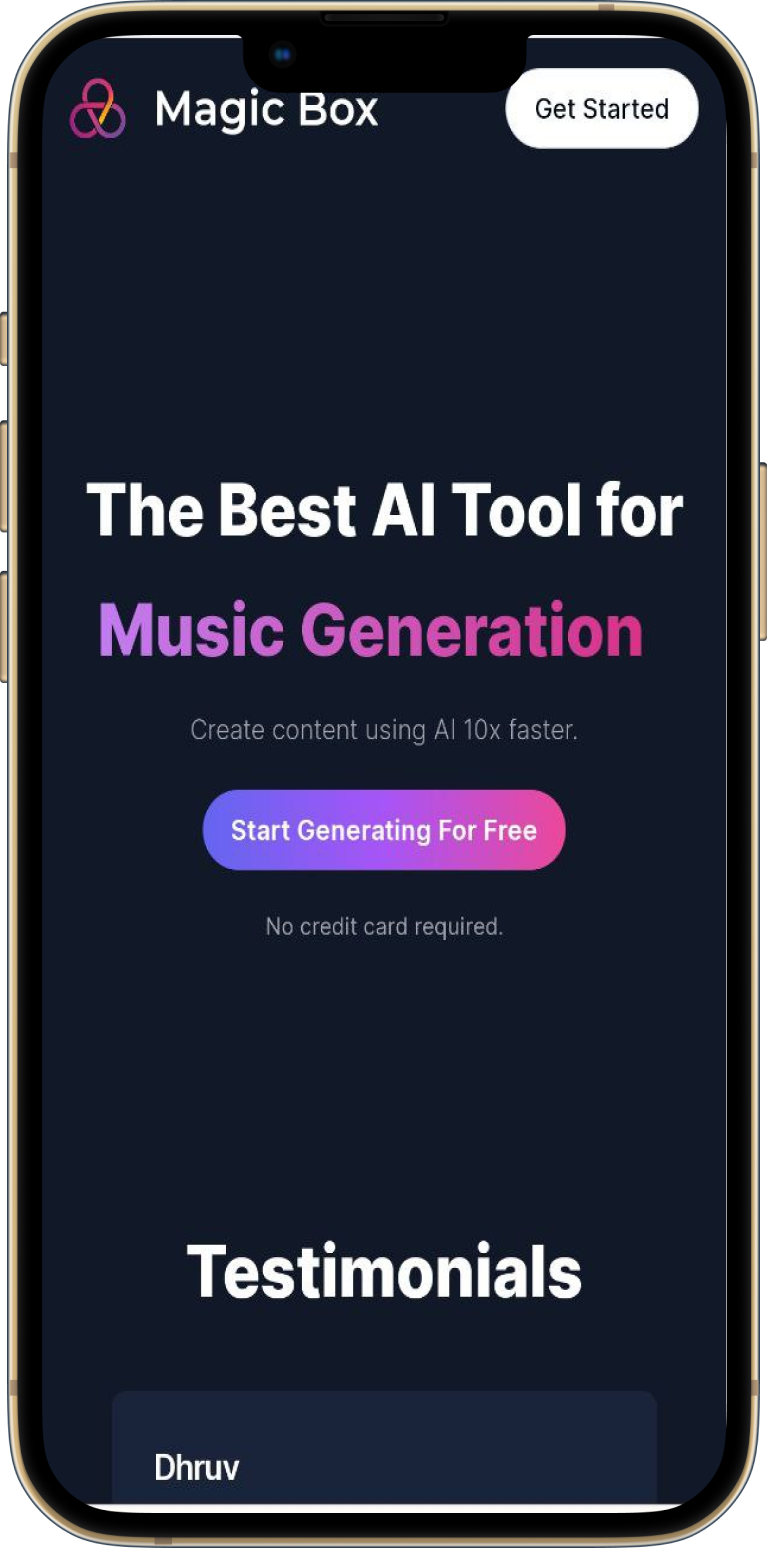 Magic Box
Get Started
The Best AI Tool for
Music Generation
Create content using AI 10x faster.
Start Generating For Free
No credit card required.
Testimonials
Dhruv